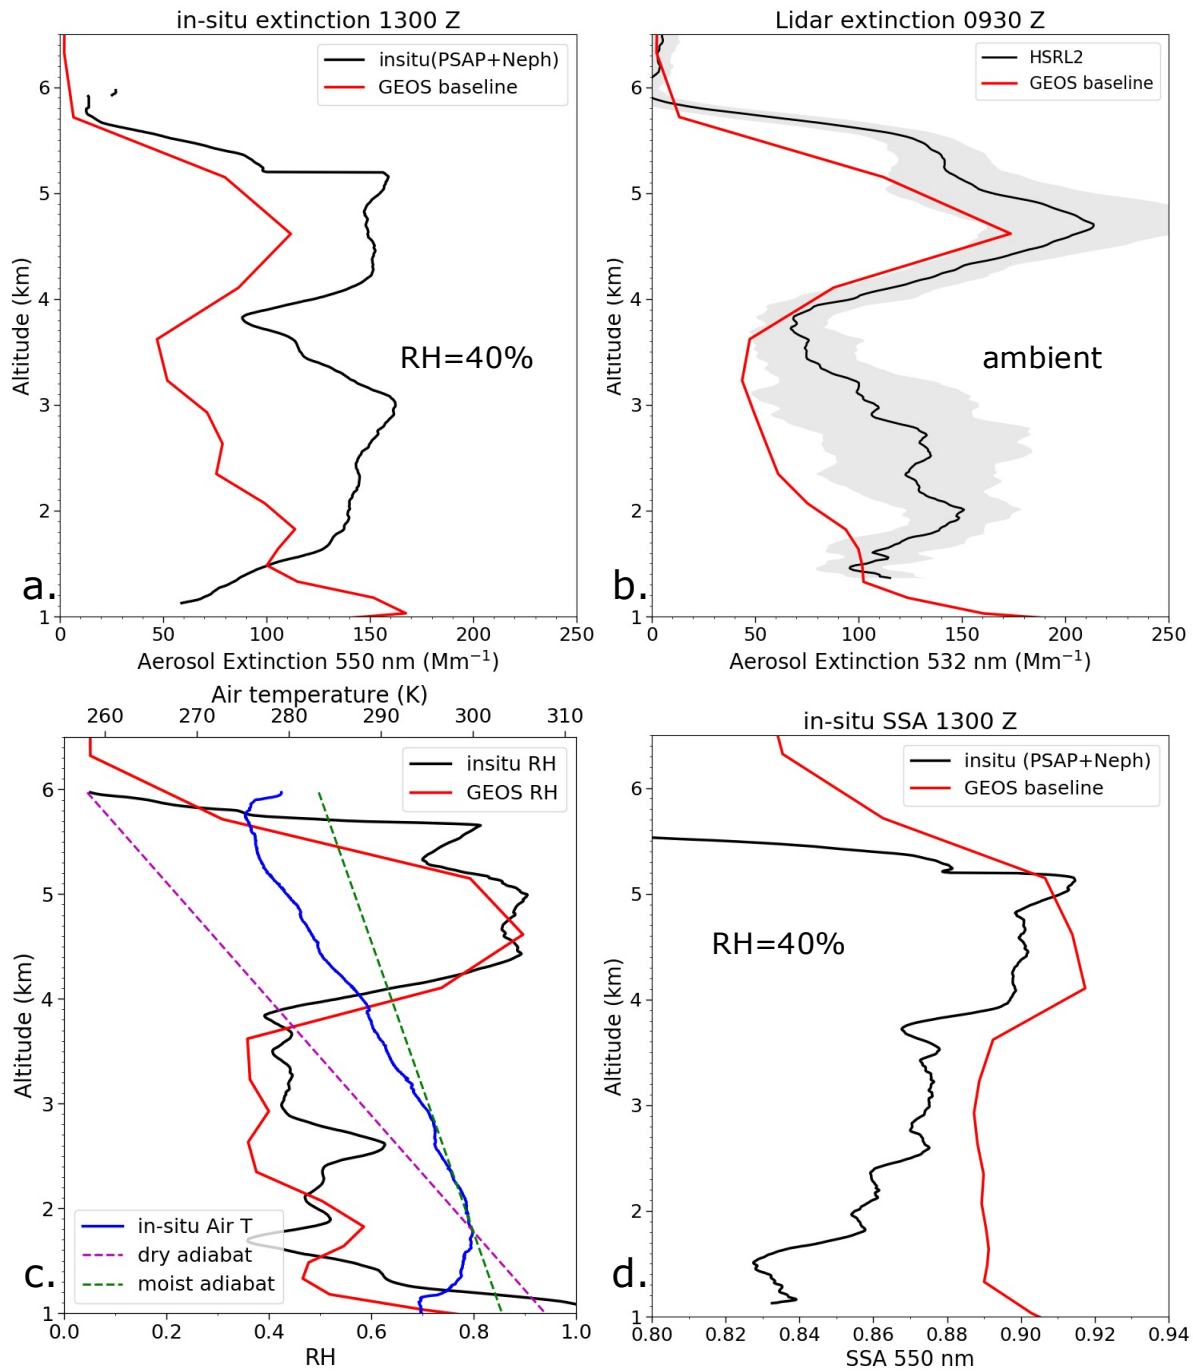 in-situ extinction 1300 Z
insitu(PSAP+Neph)
GEOS baseline
RH=40%
a.
Altitude (km)
6
5
4
3
2
1
0 50 100 150 200 250
Aerosol Extinction 550 nm (Mm⁻¹)
Lidar extinction 0930 Z
HSRL2
GEOS baseline
ambient
b.
Altitude (km)
6
5
4
3
2
1
0 50 100 150 200 250
Aerosol Extinction 532 nm (Mm⁻¹)
Air temperature (K)
260 270 280 290 300 310
insitu RH
GEOS RH
Altitude (km)
6
5
4
3
2
1
in-situ Air T
dry adiabat
moist adiabat
c.
0.0 0.2 0.4 0.6 0.8 1.0
RH
in-situ SSA 1300 Z
insitu (PSAP+Neph)
GEOS baseline
RH=40%
Altitude (km)
6
5
4
3
2
1
d.
0.80 0.82 0.84 0.86 0.88 0.90 0.92 0.94
SSA 550 nm